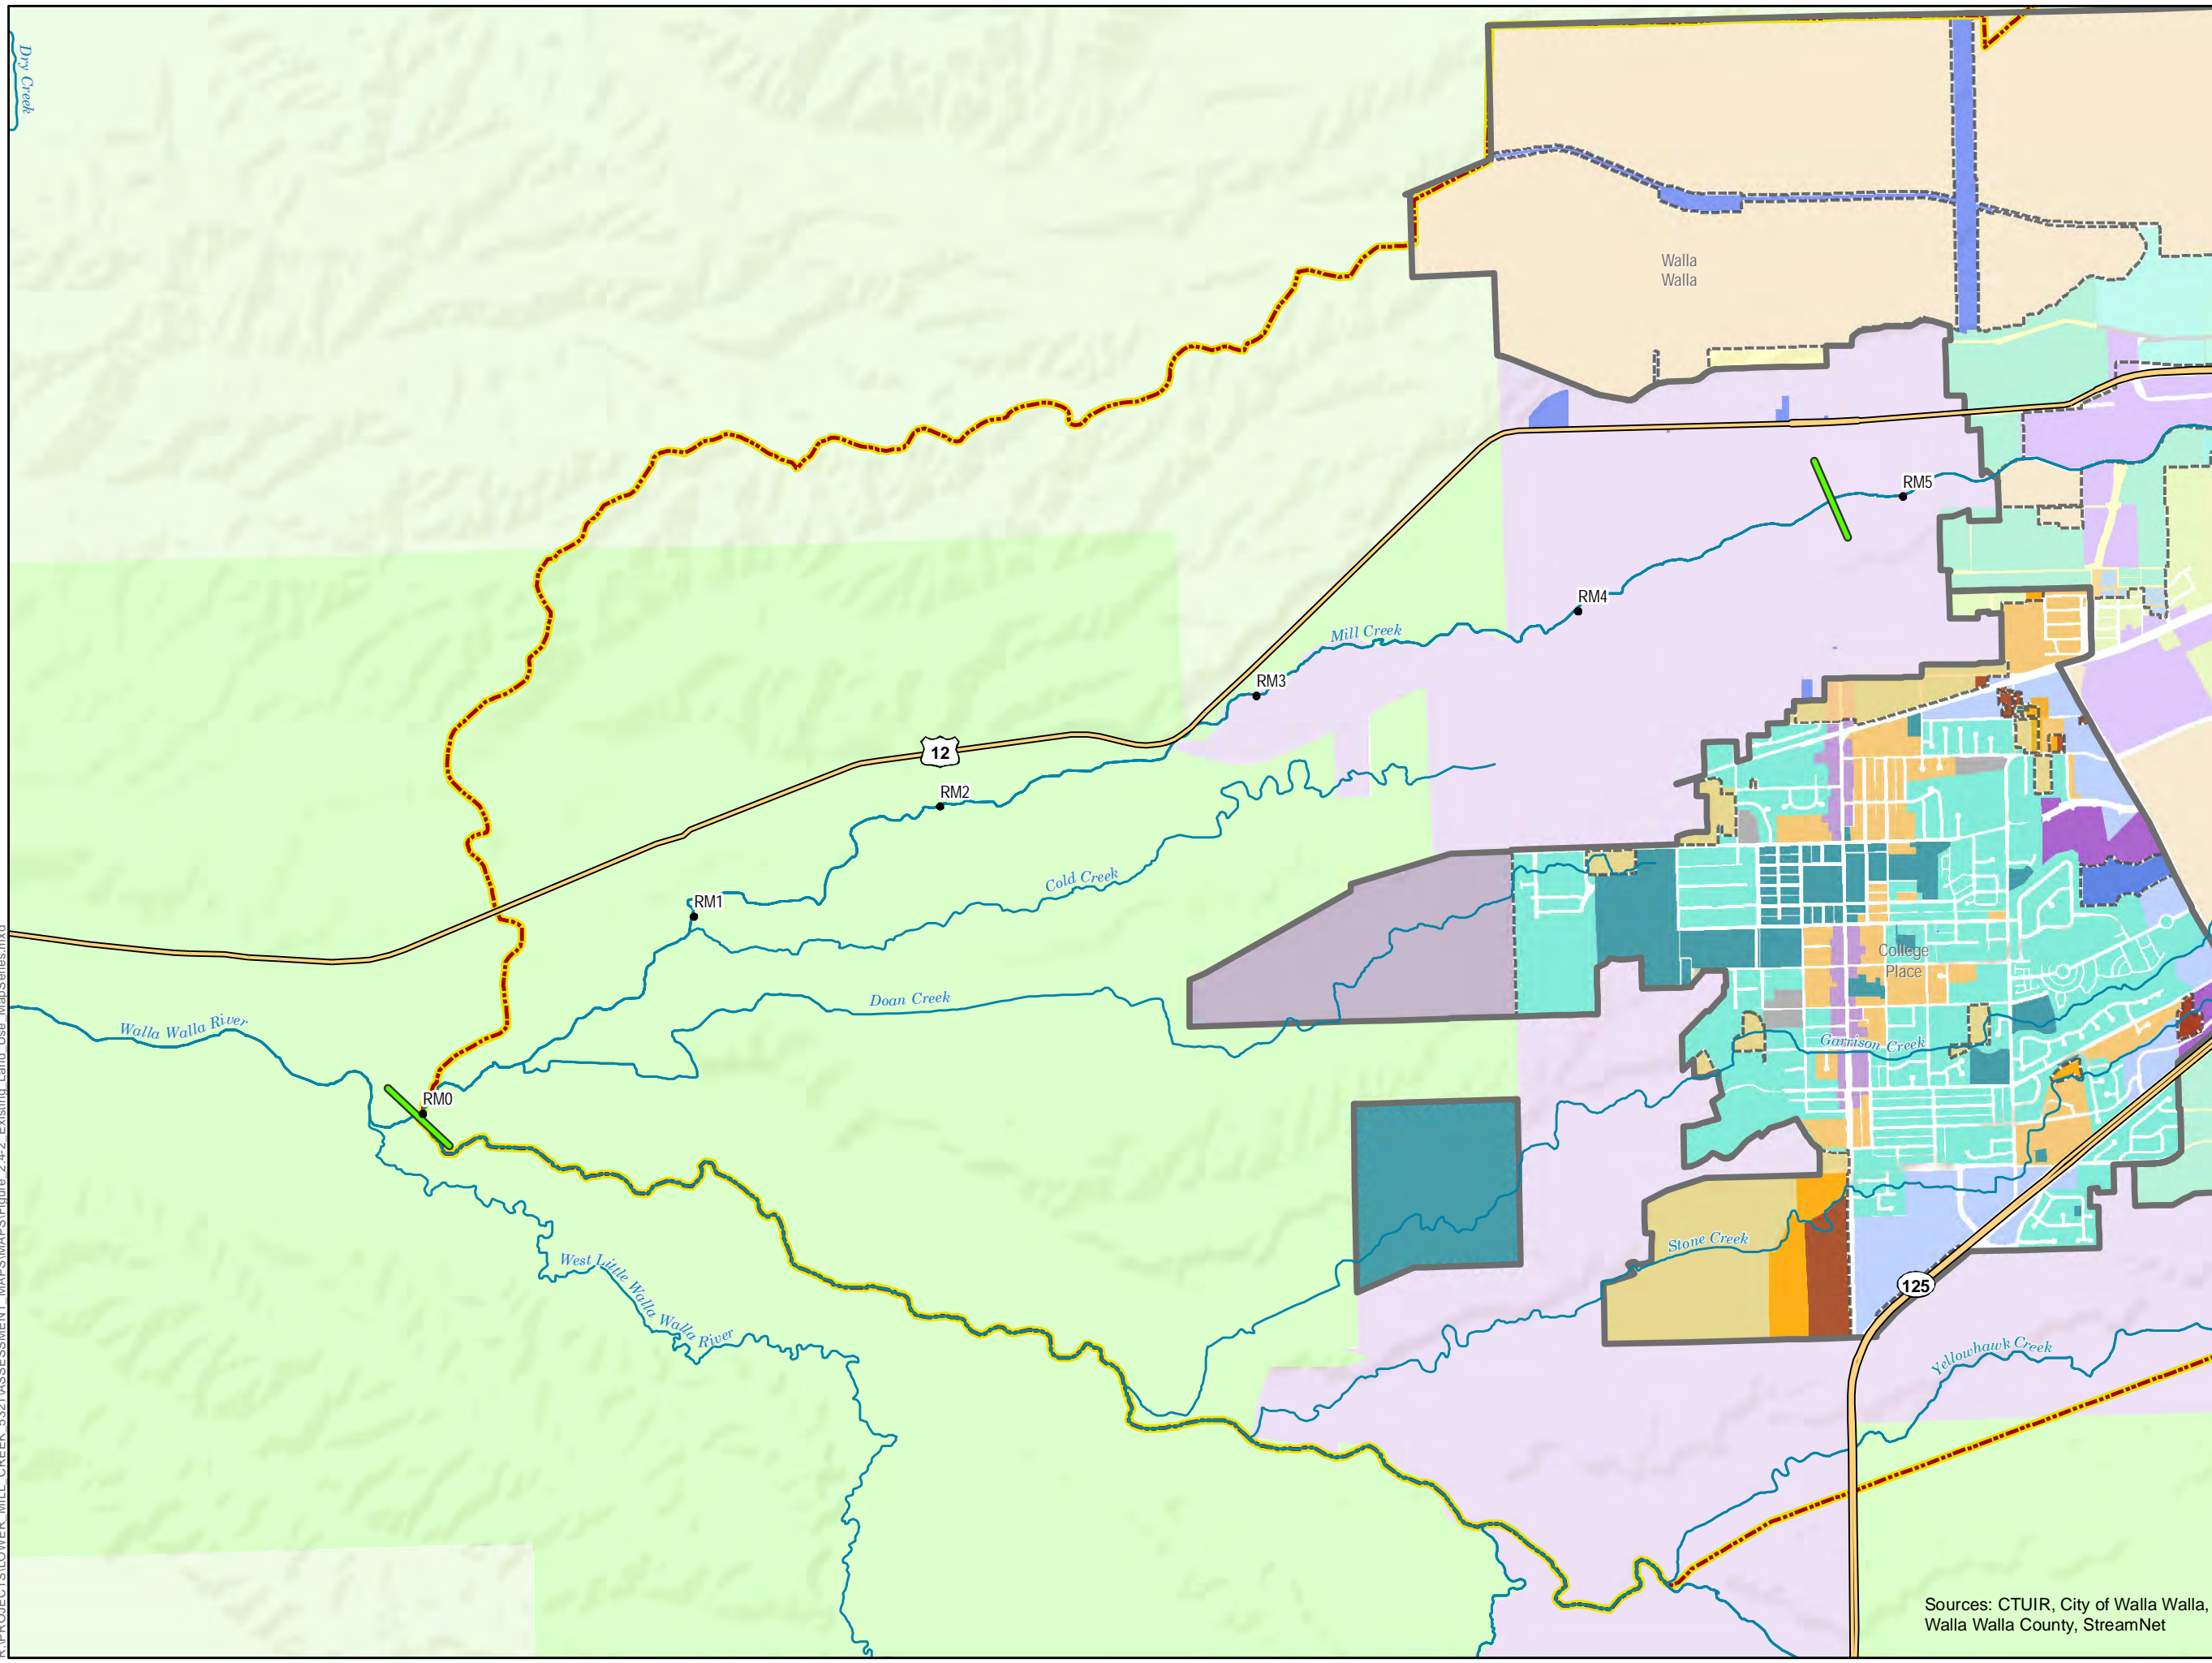 Dry Creek
Walla
Walla
RM5
RM4
Mill Creek
RM3
12
RM2
Cold Creek
RM1
College
Place
Doan Creek
Walla Walla River
Garrison Creek
RM0
Stone Creek
West Little Walla Walla River
125
Yellowhawk Creek
Sources: CTUIR, City of Walla Walla,
Walla Walla County, StreamNet